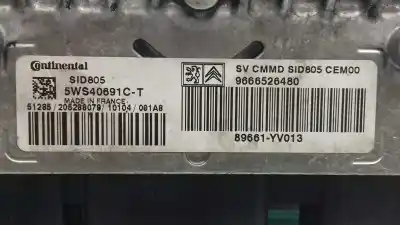 Continental
SID805
5WS40691C-T
MADE IN FRANCE
51285/205288079/10104/001A8
SV CMMD SID805 CEM00
9666526480
89661-YV013